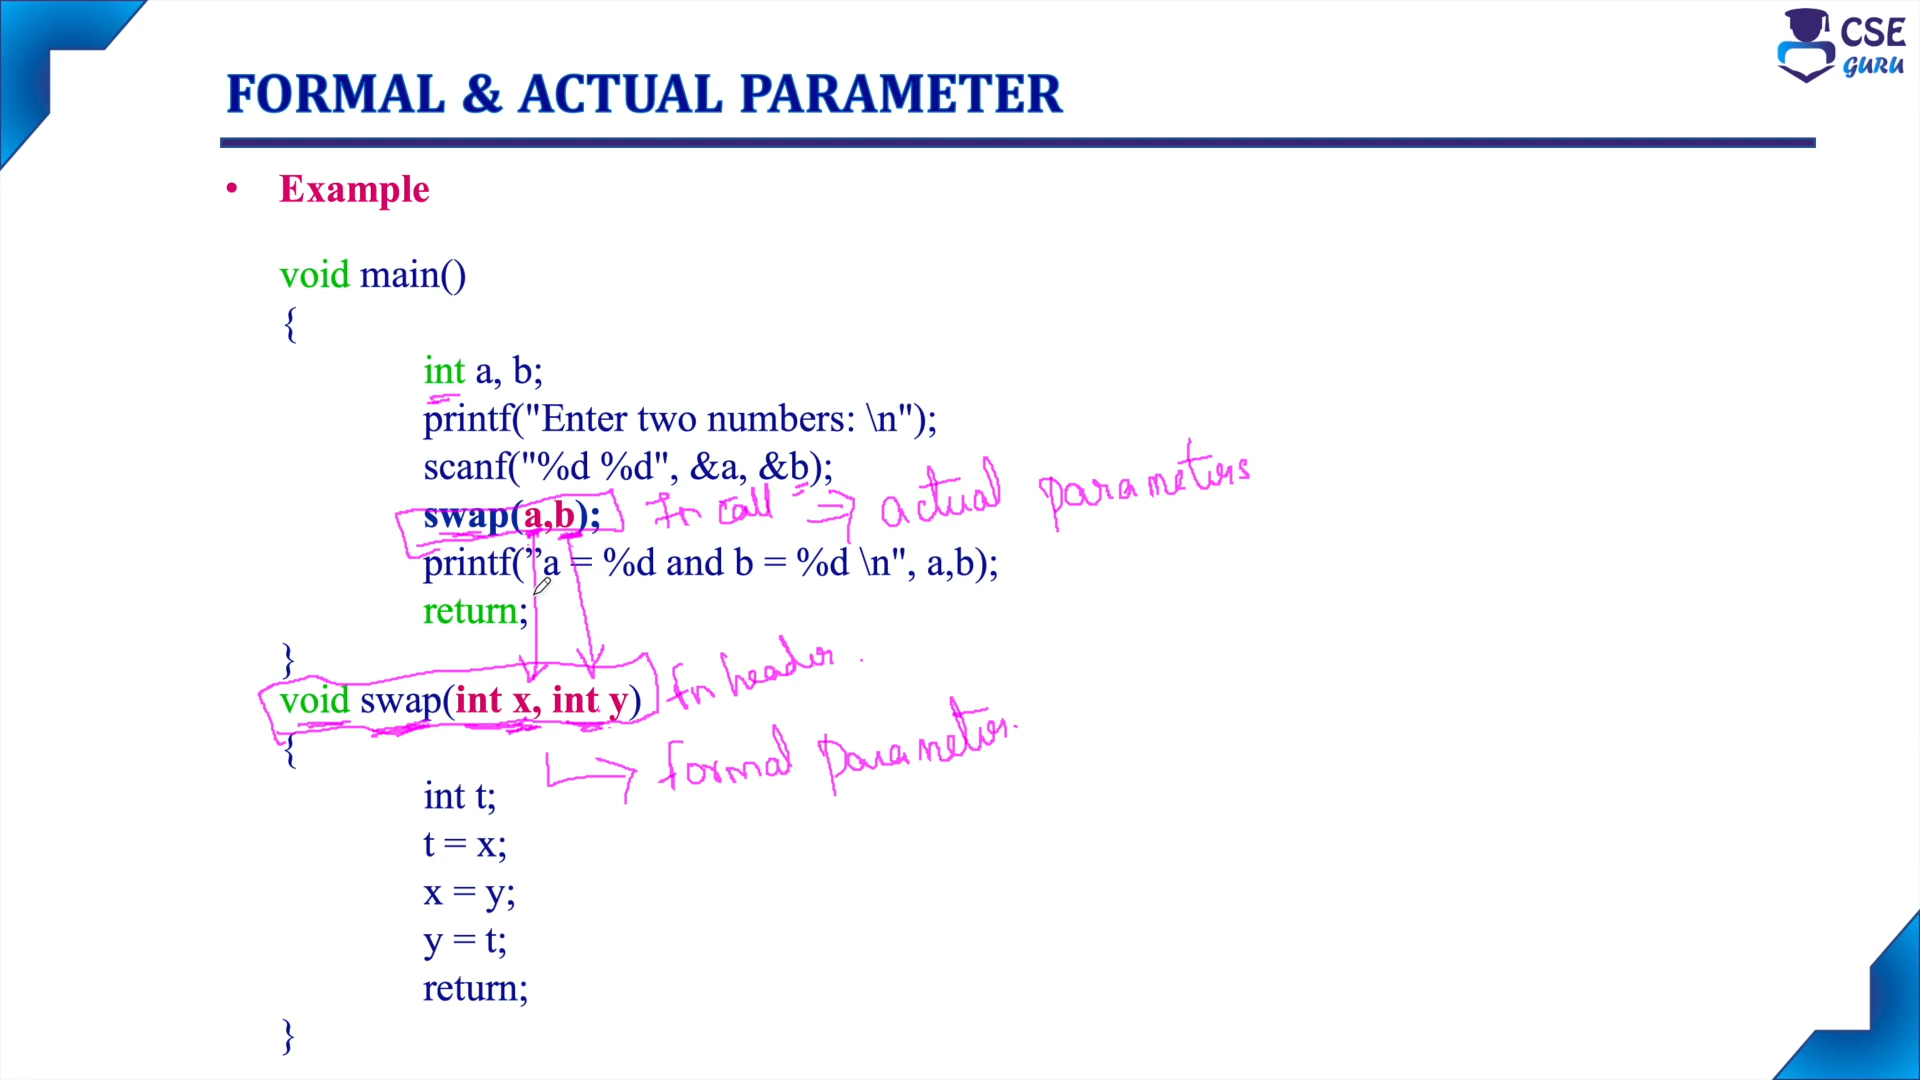 CSE
GURU
FORMAL & ACTUAL PARAMETER
• Example
void main()
{
int a, b;
printf("Enter two numbers: \n");
scanf("%d %d", &a, &b);
swap(a,b); Fn call => actual parameters
printf(”a = %d and b = %d \n", a,b);
return;
}
void swap(int x, int y) Fn header.
{
formal parameters.
int t;
t = x;
x = y;
y = t;
return;
}